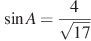 sin A = 4/√17